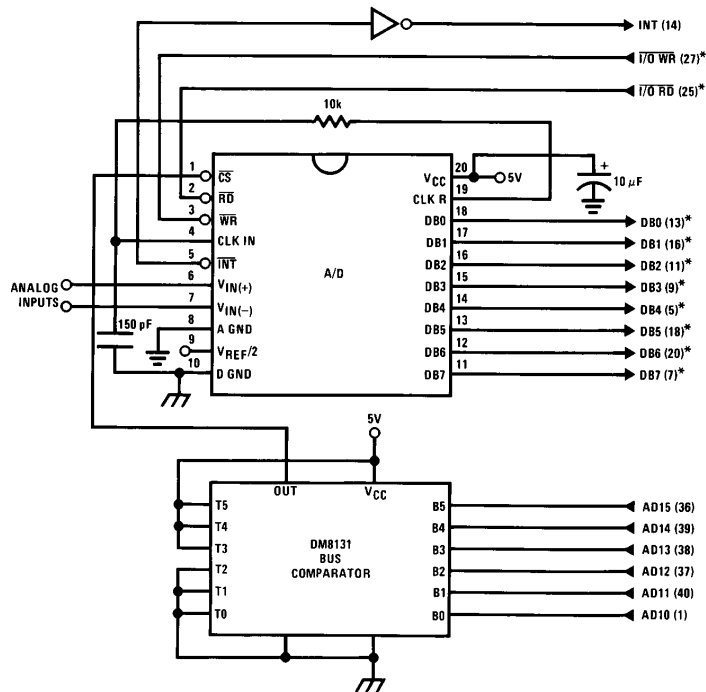 INT (14)
I/O WR (27)*
I/O RD (25)*
10k
1 CS
2 RD
3 WR
4 CLK IN
5 INT
6 VIN(+)
7 VIN(–)
8 A GND
9 VREF/2
10 D GND
ANALOG
INPUTS
150 pF
A/D
VCC 20 5V
CLK R 19
+
10 µF
DB0 18 DB0 (13)*
DB1 17 DB1 (16)*
DB2 16 DB2 (11)*
DB3 15 DB3 (9)*
DB4 14 DB4 (5)*
DB5 13 DB5 (18)*
DB6 12 DB6 (20)*
DB7 11 DB7 (7)*
5V
OUT VCC
T5
T4
T3
T2
T1
T0
DM8131
BUS
COMPARATOR
B5 AD15 (36)
B4 AD14 (39)
B3 AD13 (38)
B2 AD12 (37)
B1 AD11 (40)
B0 AD10 (1)